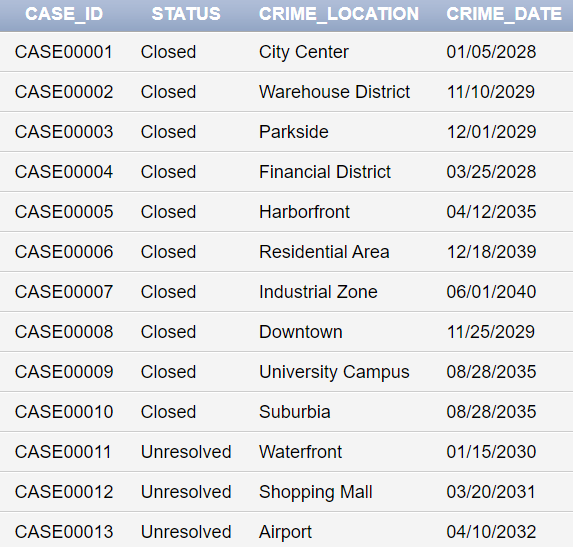 CASE_ID STATUS CRIME_LOCATION CRIME_DATE
CASE00001 Closed City Center 01/05/2028
CASE00002 Closed Warehouse District 11/10/2029
CASE00003 Closed Parkside 12/01/2029
CASE00004 Closed Financial District 03/25/2028
CASE00005 Closed Harborfront 04/12/2035
CASE00006 Closed Residential Area 12/18/2039
CASE00007 Closed Industrial Zone 06/01/2040
CASE00008 Closed Downtown 11/25/2029
CASE00009 Closed University Campus 08/28/2035
CASE00010 Closed Suburbia 08/28/2035
CASE00011 Unresolved Waterfront 01/15/2030
CASE00012 Unresolved Shopping Mall 03/20/2031
CASE00013 Unresolved Airport 04/10/2032